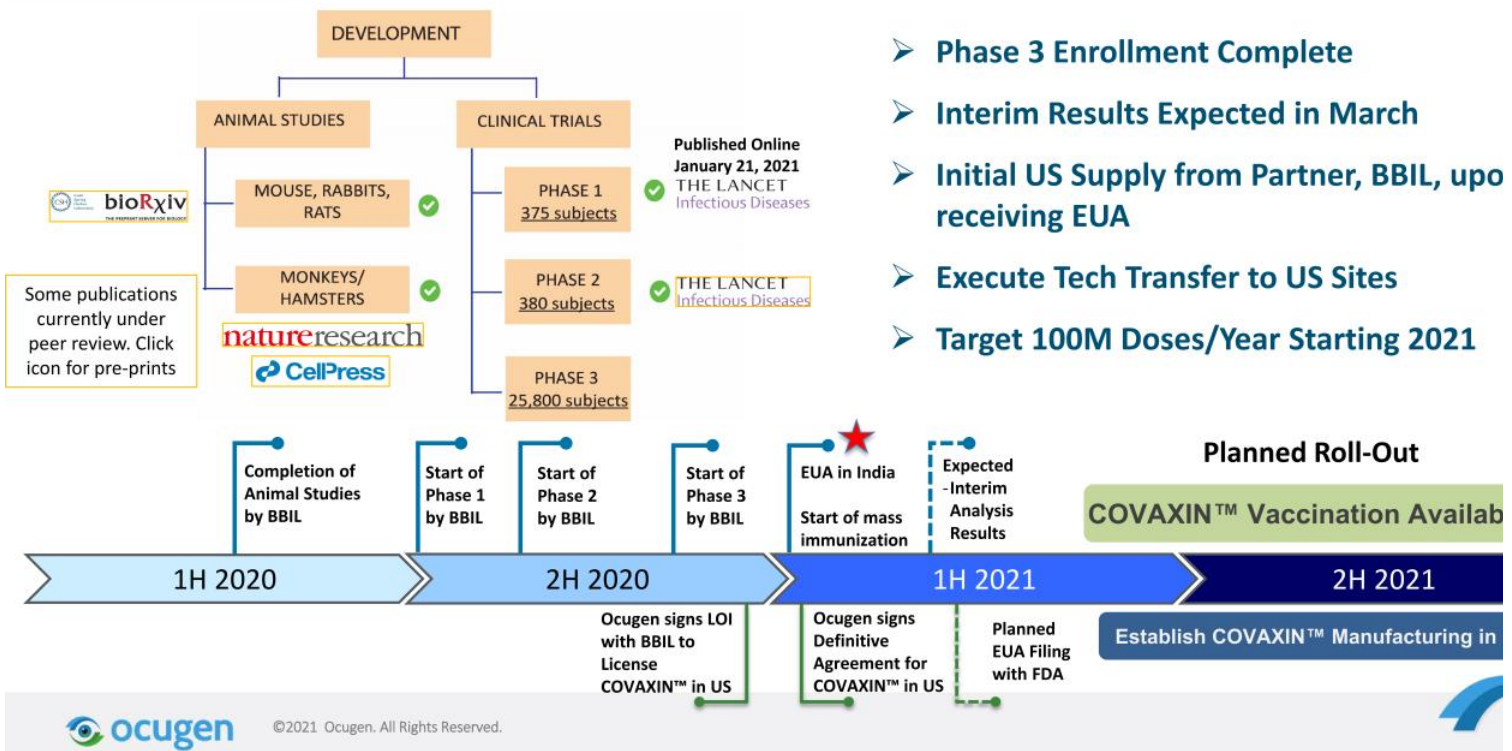 DEVELOPMENT
ANIMAL STUDIES
CLINICAL TRIALS
MOUSE, RABBITS,
RATS
MONKEYS/
HAMSTERS
bioRxiv
THE PREPRINT SERVER FOR BIOLOGY
CSH
natureresearch
CellPress
Some publications
currently under
peer review. Click
icon for pre-prints
PHASE 1
375 subjects
PHASE 2
380 subjects
PHASE 3
25,800 subjects
Published Online
January 21, 2021
THE LANCET
Infectious Diseases
THE LANCET
Infectious Diseases
➢ Phase 3 Enrollment Complete
➢ Interim Results Expected in March
➢ Initial US Supply from Partner, BBIL, upo
receiving EUA
➢ Execute Tech Transfer to US Sites
➢ Target 100M Doses/Year Starting 2021
Completion of
Animal Studies
by BBIL
Start of
Phase 1
by BBIL
Start of
Phase 2
by BBIL
Start of
Phase 3
by BBIL
EUA in India
Start of mass
immunization
Expected
-Interim
Analysis
Results
Planned Roll-Out
COVAXIN™ Vaccination Availab
1H 2020
2H 2020
1H 2021
2H 2021
Ocugen signs LOI
with BBIL to
License
COVAXIN™ in US
Ocugen signs
Definitive
Agreement for
COVAXIN™ in US
Planned
EUA Filing
with FDA
Establish COVAXIN™ Manufacturing in
ocugen
©2021 Ocugen. All Rights Reserved.